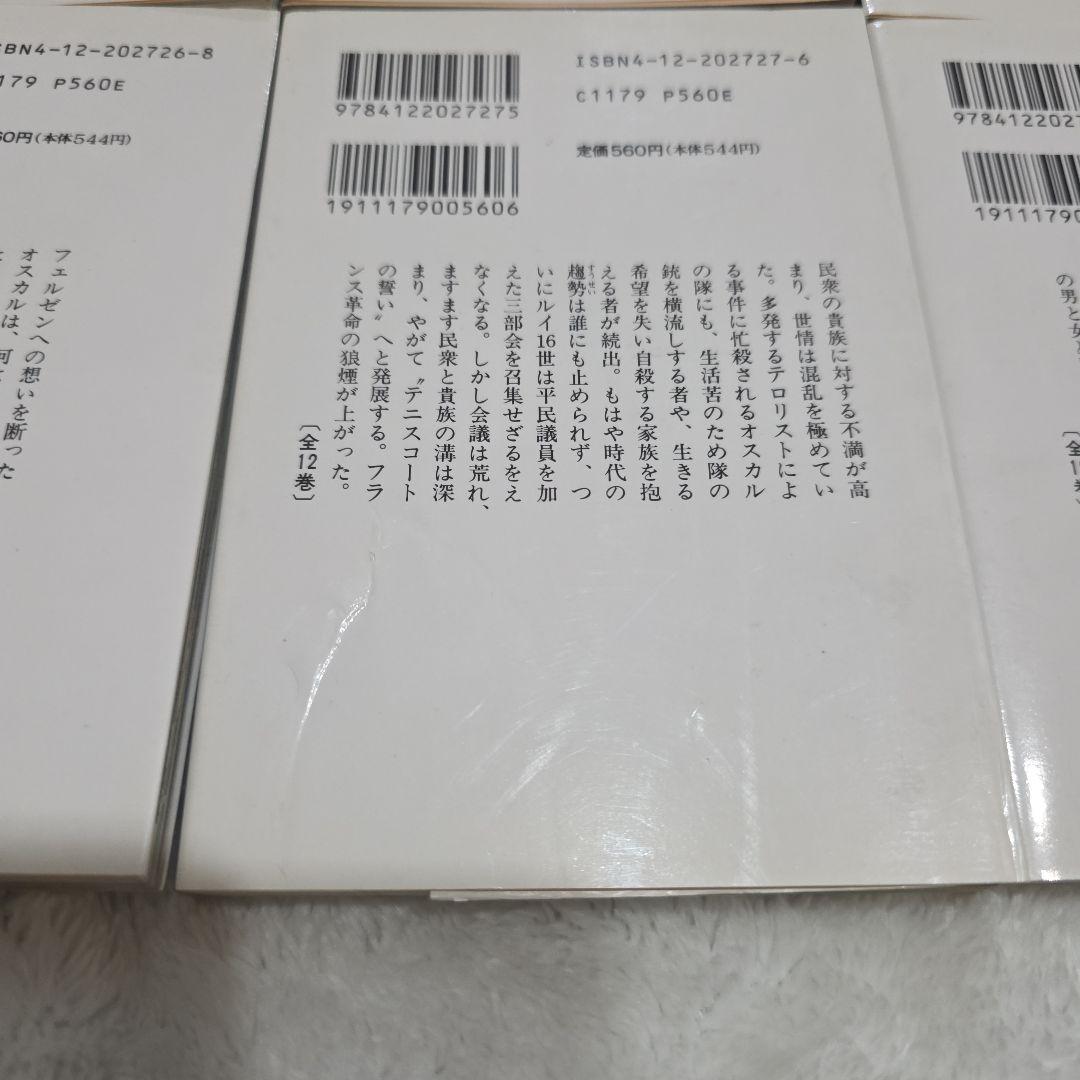 ISBN4-12-202727-6
C1179 P560E
9784122027275
定価560円(本体544円)
1911179005606
民衆の貴族に対する不満が高
まり、世情は混乱を極めてい
た。多発するテロリストによ
る事件に忙殺されるオスカル
の隊にも、生活苦のため隊の
銃を横流しする者や、生きる
希望を失い自殺する家族を抱
える者が続出。もはや時代の
趨勢は誰にも止められず、つ
すうせい
いにルイ16世は平民議員を加
えた三部会を召集せざるをえ
なくなる。しかし会議は荒れ、
ますます民衆と貴族の溝は深
まり、やがて〝テニスコート
の誓い〟へと発展する。フラ
ンス革命の狼煙が上がった。
〔全12巻〕
SBN4-12-202726-8
179 P560E
60円(本体544円)
フェルゼンへの想いを断った
オスカルは、何
978412202
19111790
の男と女
〔全1